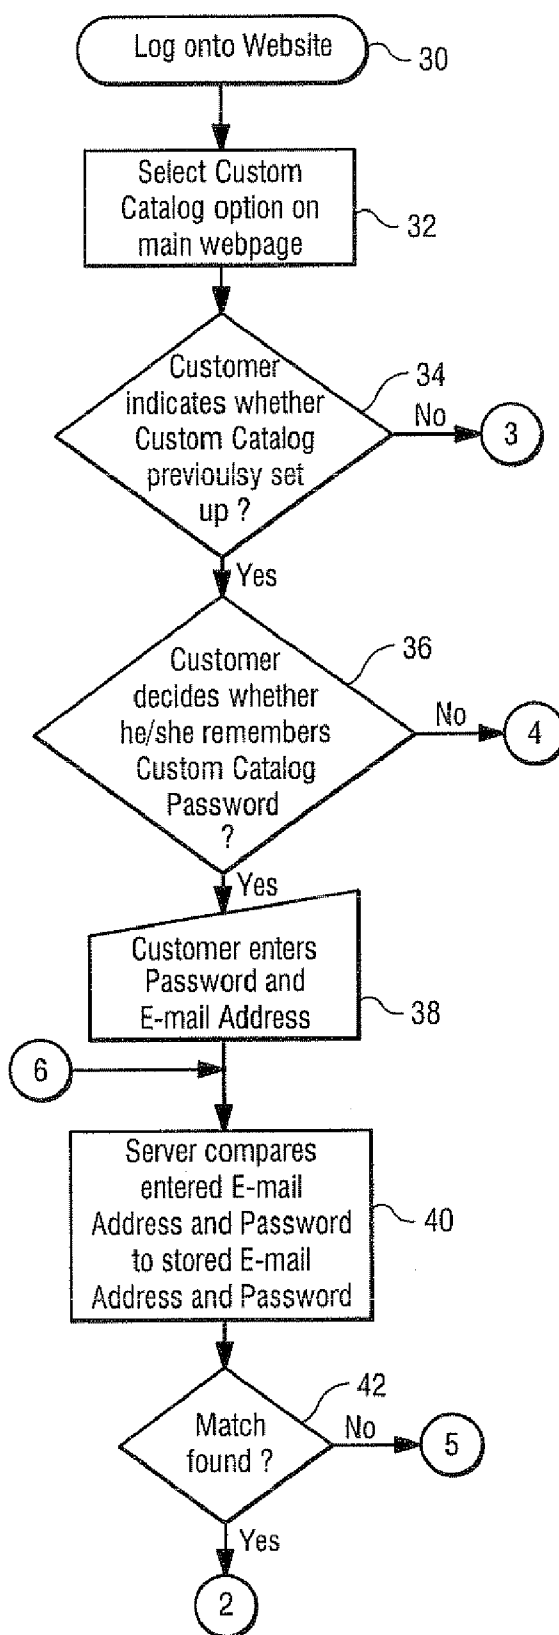 Log onto Website
30
Select Custom
Catalog option on
main webpage
32
Customer
indicates whether
Custom Catalog
previoulsy set
up ?
34
No
3
Yes
Customer
decides whether
he/she remembers
Custom Catalog
Password
?
36
No
4
Yes
Customer enters
Password and
E-mail Address
38
6
Server compares
entered E-mail
Address and Password
to stored E-mail
Address and Password
40
Match
found ?
42
No
5
Yes
2